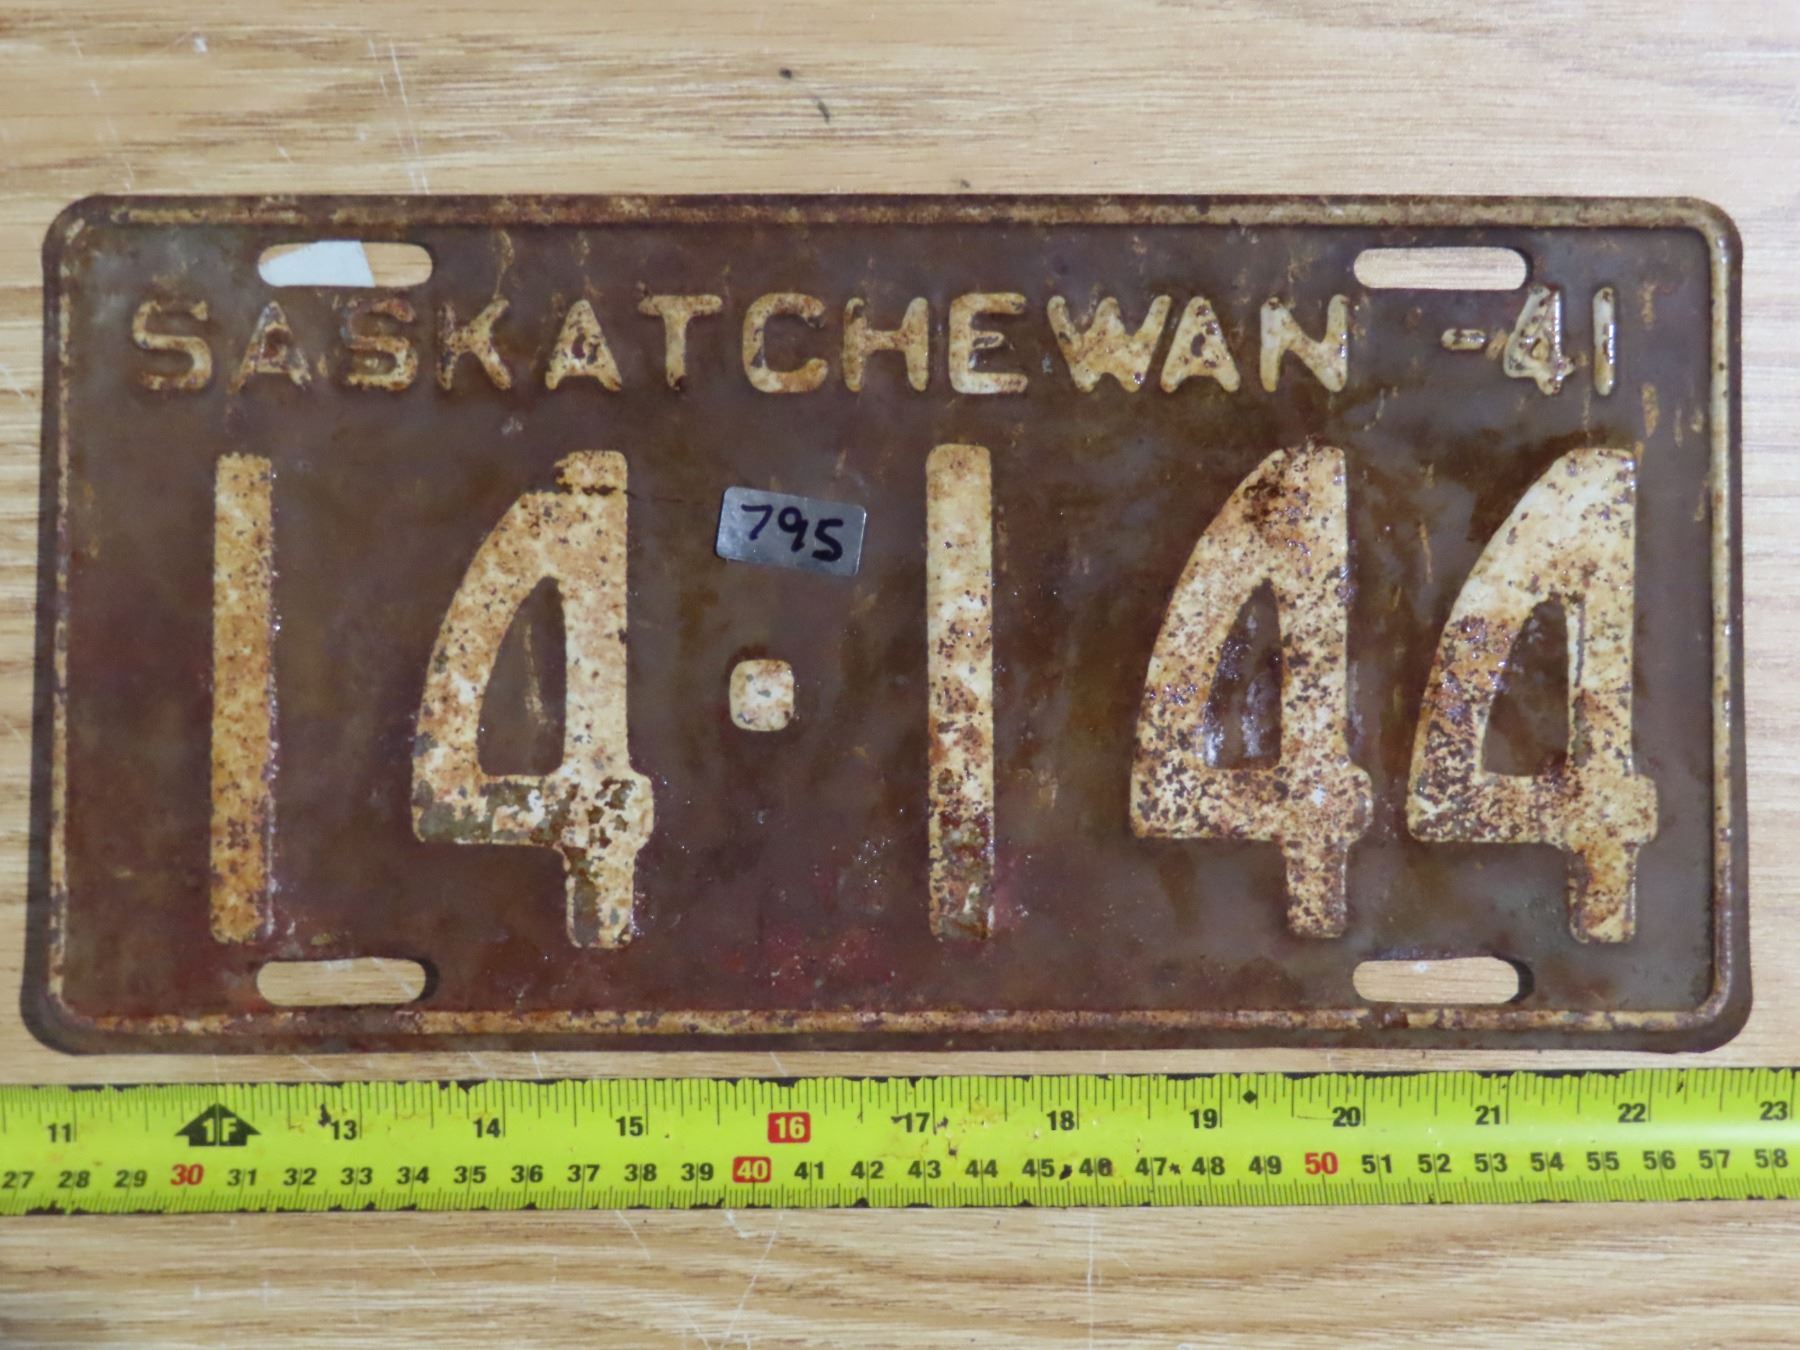 SASKATCHEWAN -41
795
14·144
11 1F 13 14 15 16 17 18 19 20 21 22 23
27 28 29 30 31 32 33 34 35 36 37 38 39 40 41 42 43 44 45 46 47 48 49 50 51 52 53 54 55 56 57 58